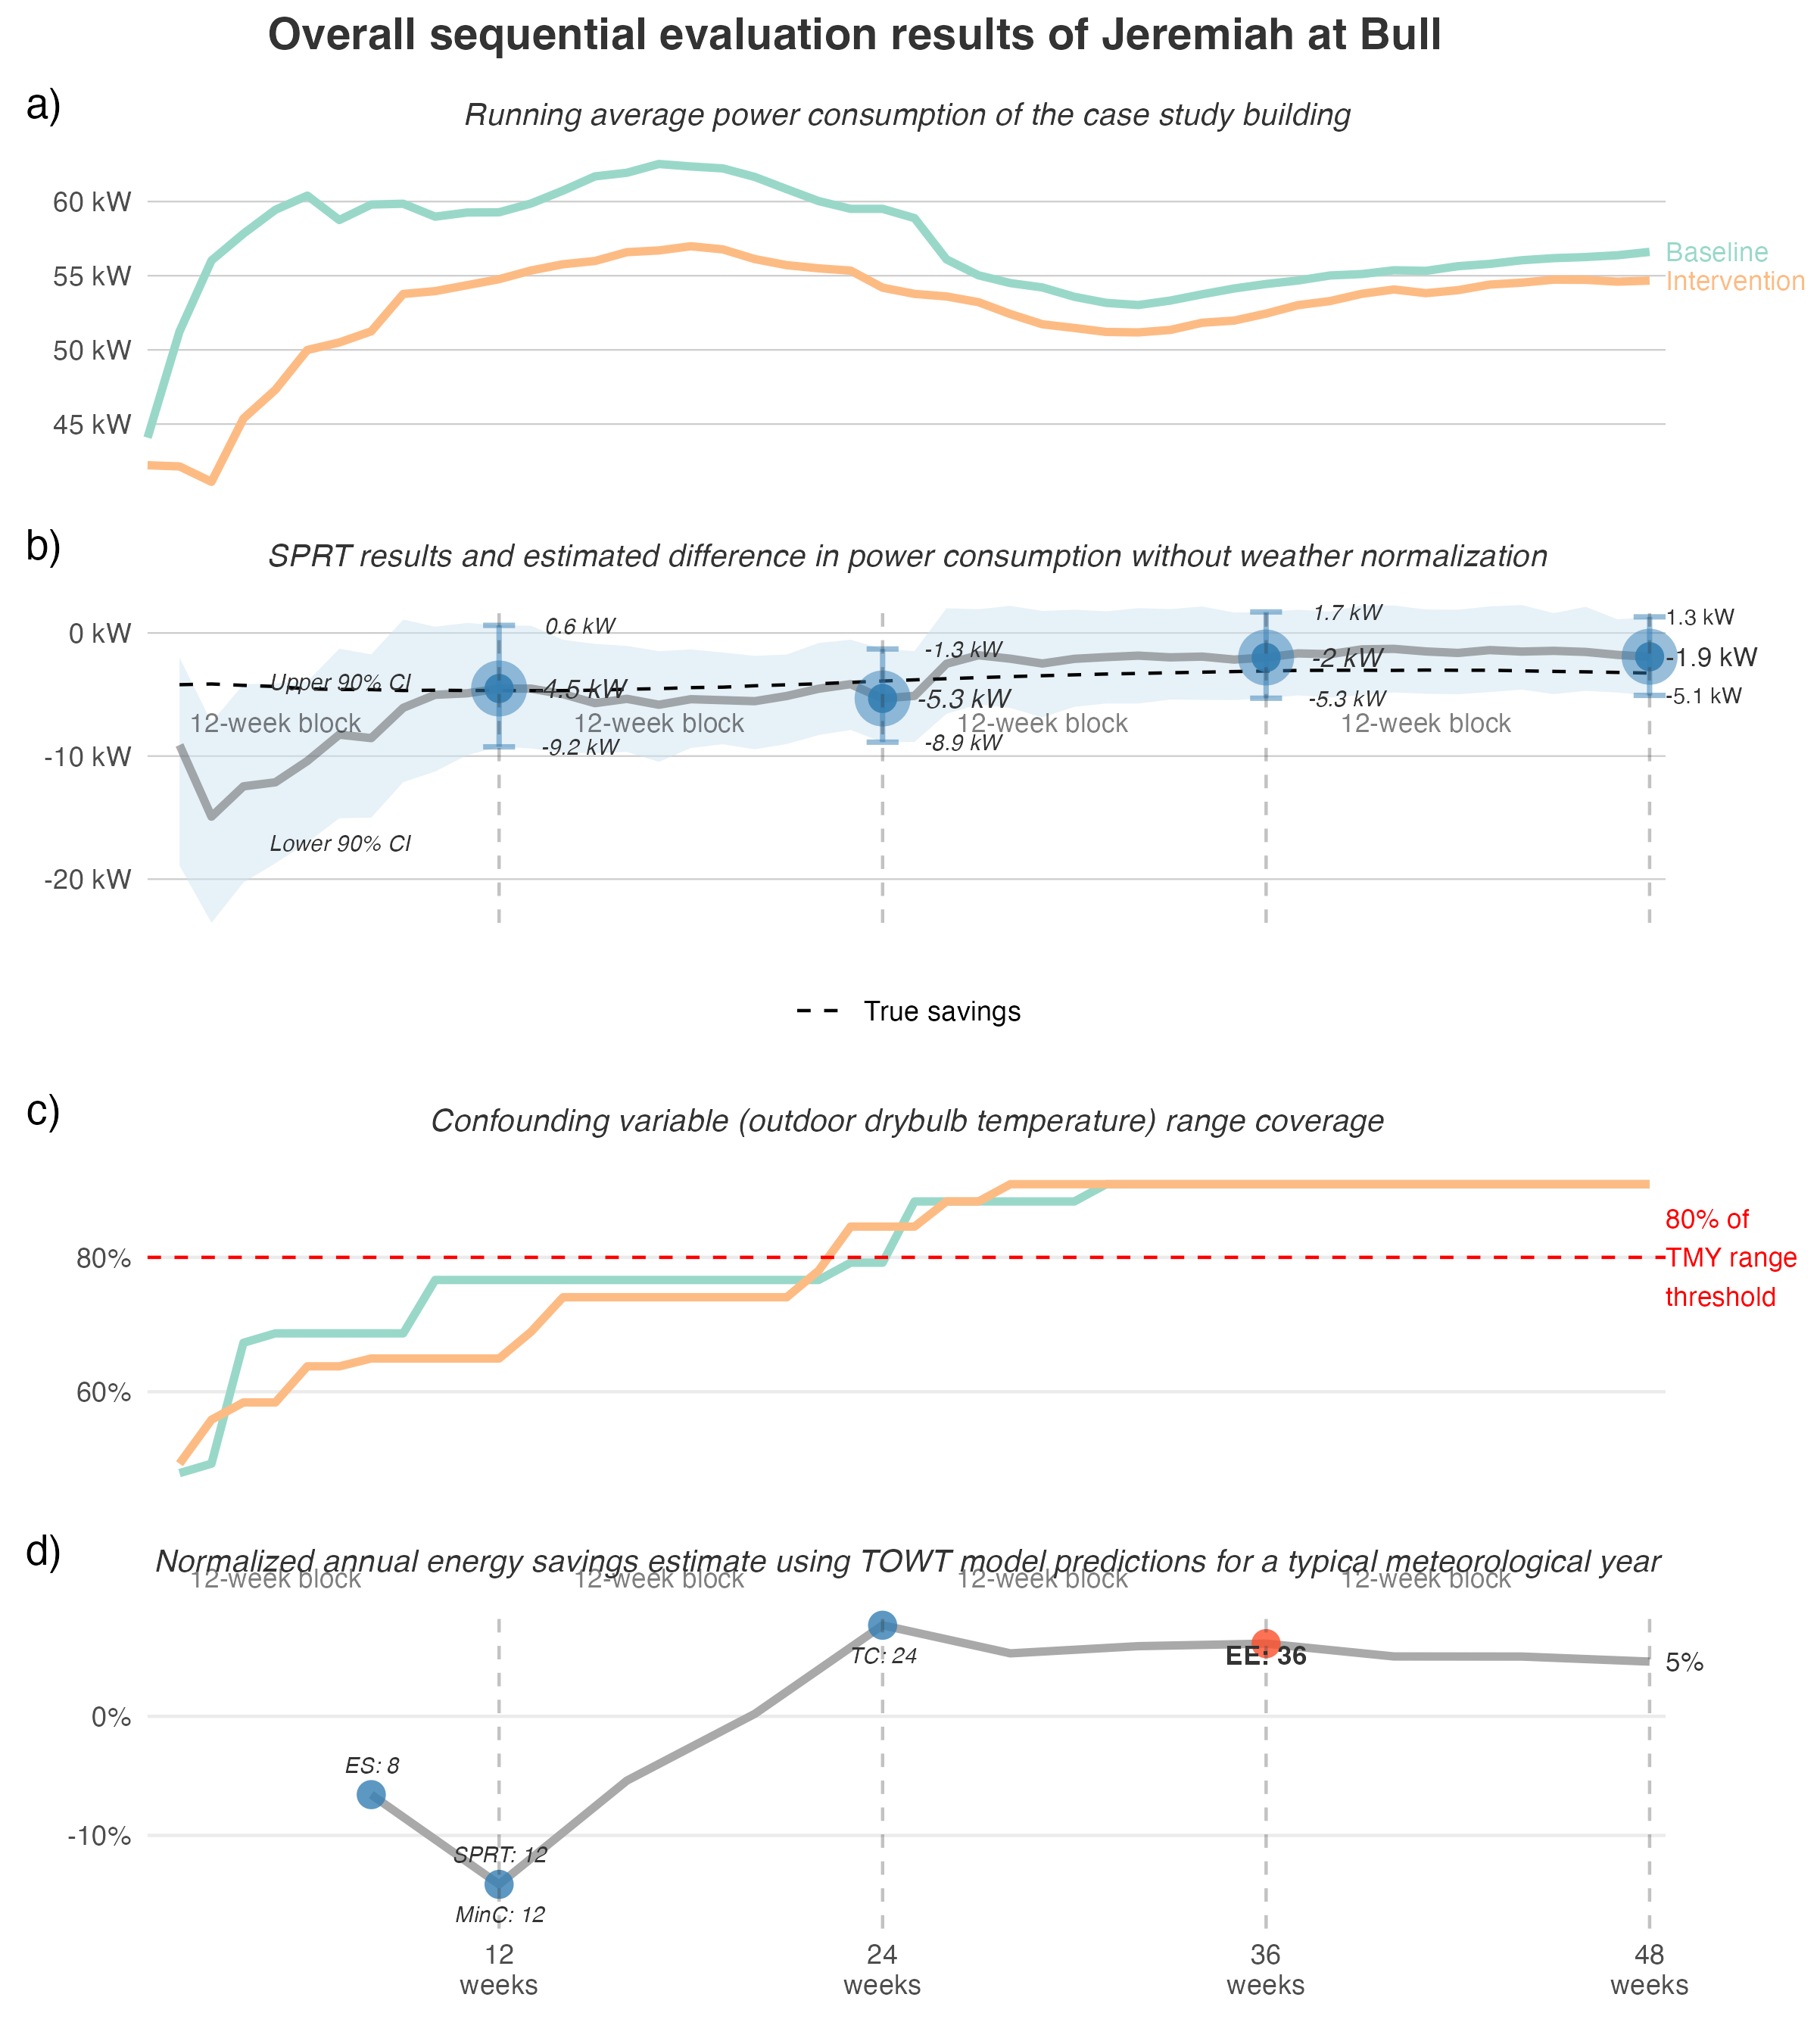 Overall sequential evaluation results of Jeremiah at Bull
a)
Running average power consumption of the case study building
60 kW
55 kW
50 kW
45 kW
Baseline
Intervention
b)
SPRT results and estimated difference in power consumption without weather normalization
0 kW
-10 kW
-20 kW
Upper 90% CI
Lower 90% CI
12-week block
12-week block
12-week block
12-week block
0.6 kW
-4.5 kW
-9.2 kW
-1.3 kW
-5.3 kW
-8.9 kW
1.7 kW
-2 kW
-5.3 kW
1.3 kW
-1.9 kW
-5.1 kW
True savings
c)
Confounding variable (outdoor drybulb temperature) range coverage
80%
60%
80% of
TMY range
threshold
d)
Normalized annual energy savings estimate using TOWT model predictions for a typical meteorological year
12-week block
12-week block
12-week block
12-week block
0%
-10%
ES: 8
SPRT: 12
MinC: 12
TC: 24
EE: 36
5%
12
weeks
24
weeks
36
weeks
48
weeks